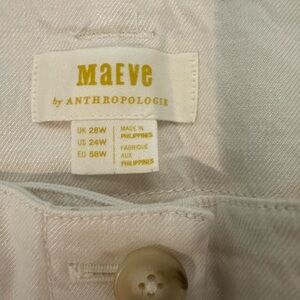 MAEVE
by ANTHROPOLOGIE
UK 28W
US 24W
EU 58W
MADE IN
PHILIPPINES
FABRIQUÉ
AUX
PHILIPPINES